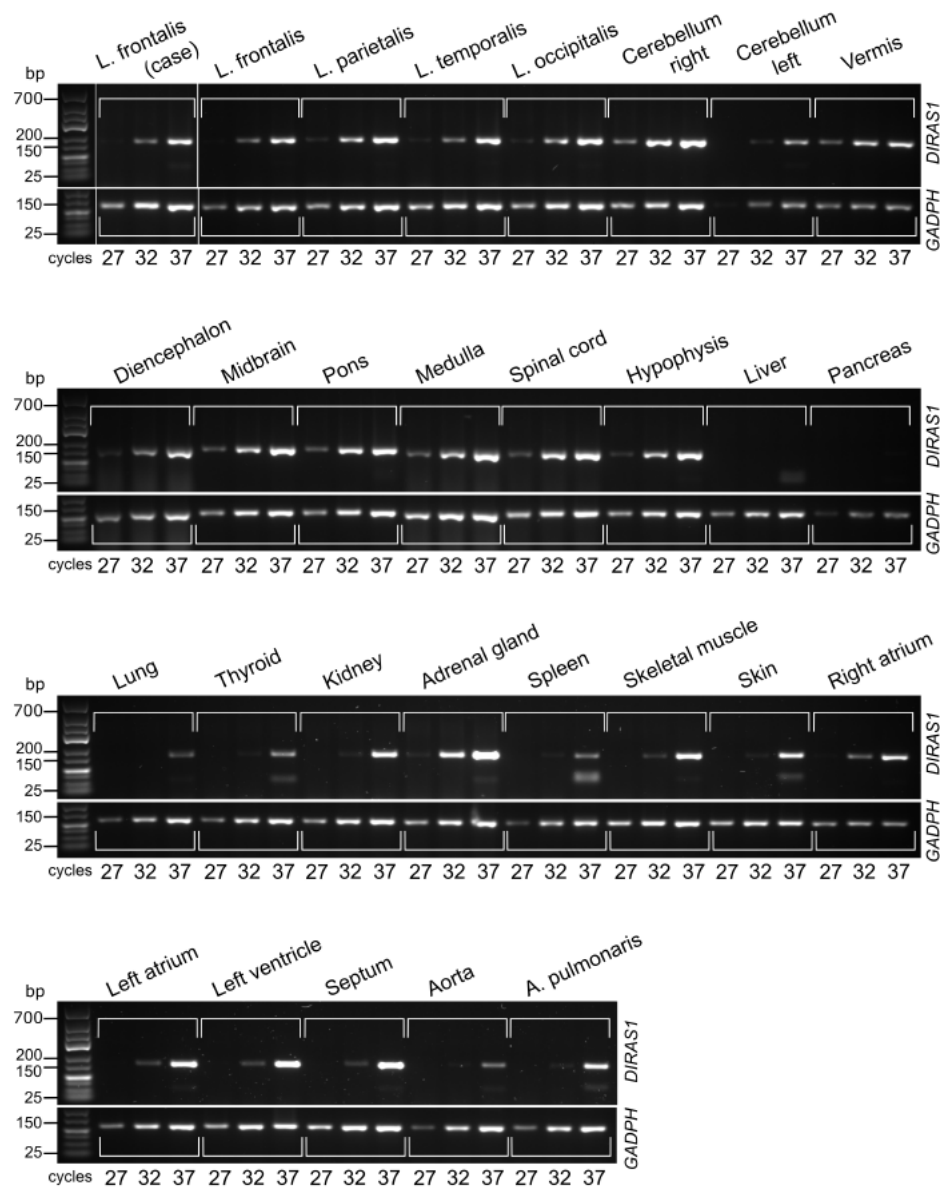 L. frontalis (case) L. frontalis L. parietalis L. temporalis L. occipitalis Cerebellum right Cerebellum left Vermis
bp
700
200
150
25
DIRAS1
150
25
GADPH
cycles 27 32 37 27 32 37 27 32 37 27 32 37 27 32 37 27 32 37 27 32 37 27 32 37
Diencephalon Midbrain Pons Medulla Spinal cord Hypophysis Liver Pancreas
bp
700
200
150
25
DIRAS1
150
25
GADPH
cycles 27 32 37 27 32 37 27 32 37 27 32 37 27 32 37 27 32 37 27 32 37 27 32 37
Lung Thyroid Kidney Adrenal gland Spleen Skeletal muscle Skin Right atrium
bp
700
200
150
25
DIRAS1
150
25
GADPH
cycles 27 32 37 27 32 37 27 32 37 27 32 37 27 32 37 27 32 37 27 32 37 27 32 37
Left atrium Left ventricle Septum Aorta A. pulmonaris
bp
700
200
150
25
DIRAS1
150
25
GADPH
cycles 27 32 37 27 32 37 27 32 37 27 32 37 27 32 37